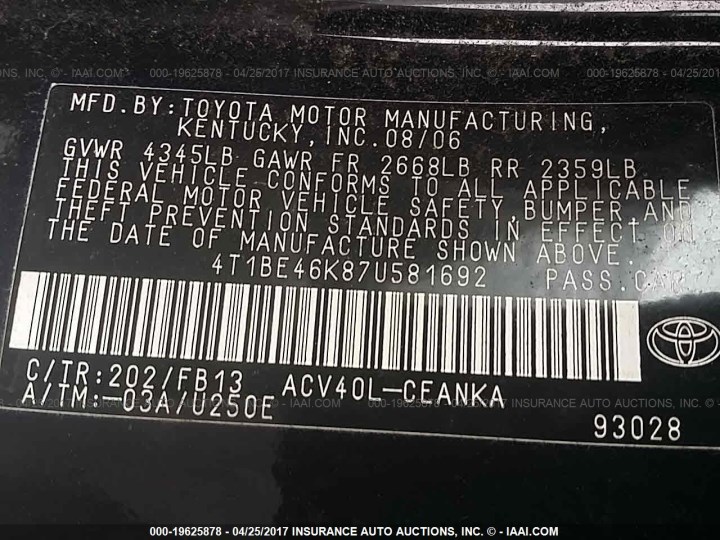 000-19625878 - 04/25/2017 INSURANCE AUTO AUCTIONS, INC. © - IAAI.COM
MFD.BY:TOYOTA MOTOR MANUFACTURING,
KENTUCKY,INC.08/06
GVWR 4345LB GAWR FR 2668LB RR 2359LB
THIS VEHICLE CONFORMS TO ALL APPLICABLE
FEDERAL MOTOR VEHICLE SAFETY,BUMPER,AND
THEFT PREVENTION STANDARDS IN EFFECT ON
THE DATE OF MANUFACTURE SHOWN ABOVE.
4T1BE46K87U581692 PASS.CAR
C/TR:202/FB13 ACV40L-CEANKA
A/TM:-03A/U250E
93028
000-19625878 - 04/25/2017 INSURANCE AUTO AUCTIONS, INC. © - IAAI.COM